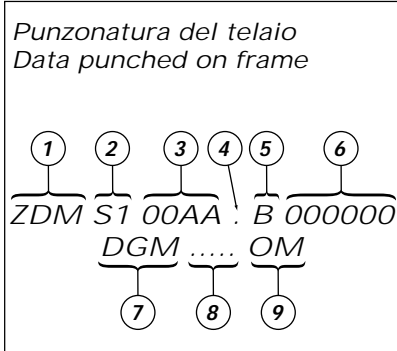 Punzonatura del telaio
Data punched on frame
1 2 3 4 5 6
ZDM S1 00AA . B 000000
DGM ..... OM
7 8 9